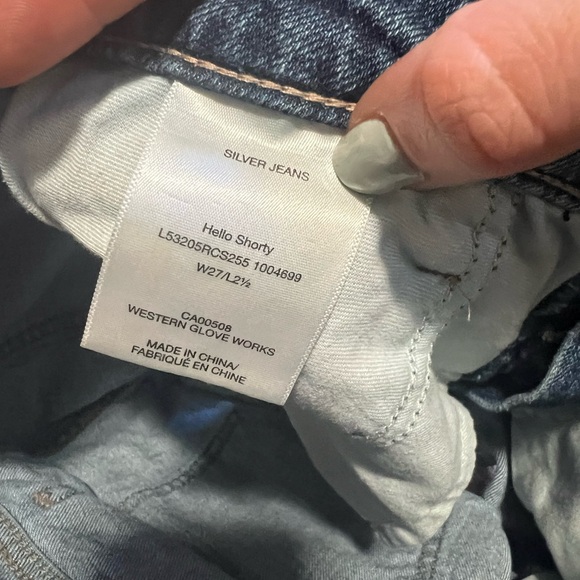 SILVER JEANS
Hello Shorty
L53205RCS255 1004699
W27/L2½
CA00508
WESTERN GLOVE WORKS
MADE IN CHINA/
FABRIQUÉ EN CHINE